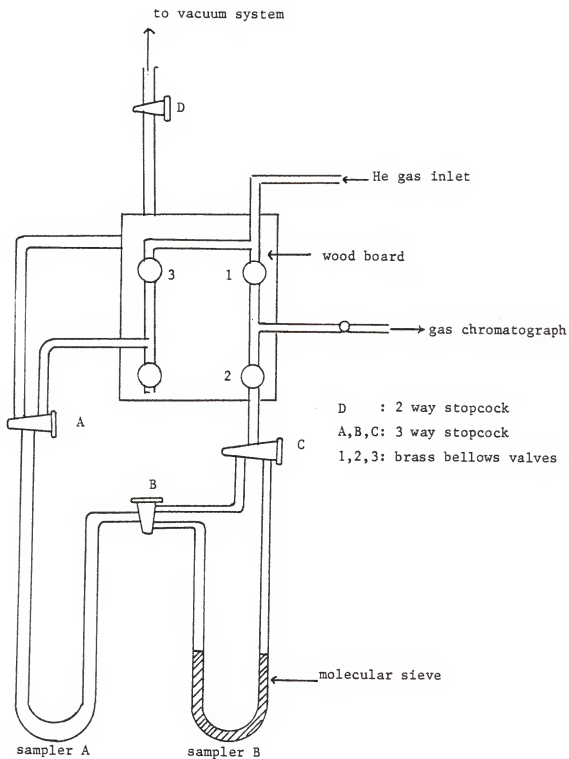 to vacuum system
D
He gas inlet
wood board
3
1
gas chromatograph
2
D : 2 way stopcock
A,B,C: 3 way stopcock
1,2,3: brass bellows valves
A
C
B
molecular sieve
sampler A
sampler B